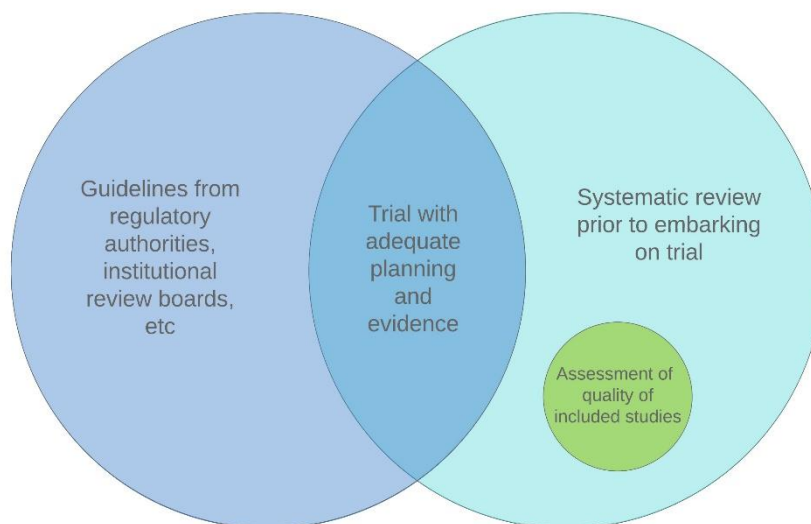 Guidelines from
regulatory
authorities,
institutional
review boards,
etc
Trial with
adequate
planning
and
evidence
Systematic review
prior to embarking
on trial
Assessment of
quality of
included studies